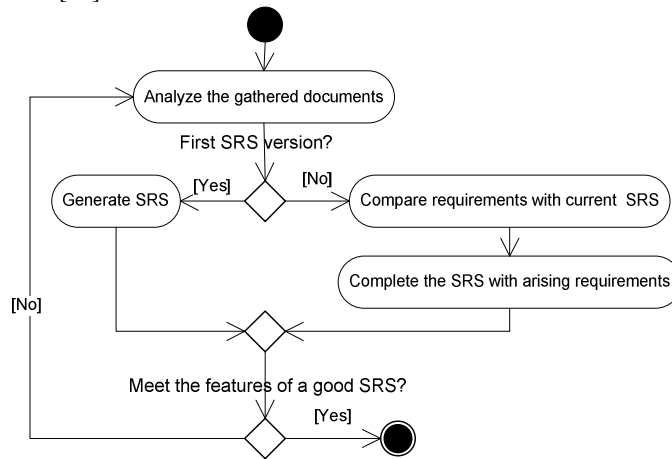 Analyze the gathered documents
First SRS version?
[Yes]
[No]
Generate SRS
Compare requirements with current SRS
Complete the SRS with arising requirements
[No]
Meet the features of a good SRS?
[Yes]